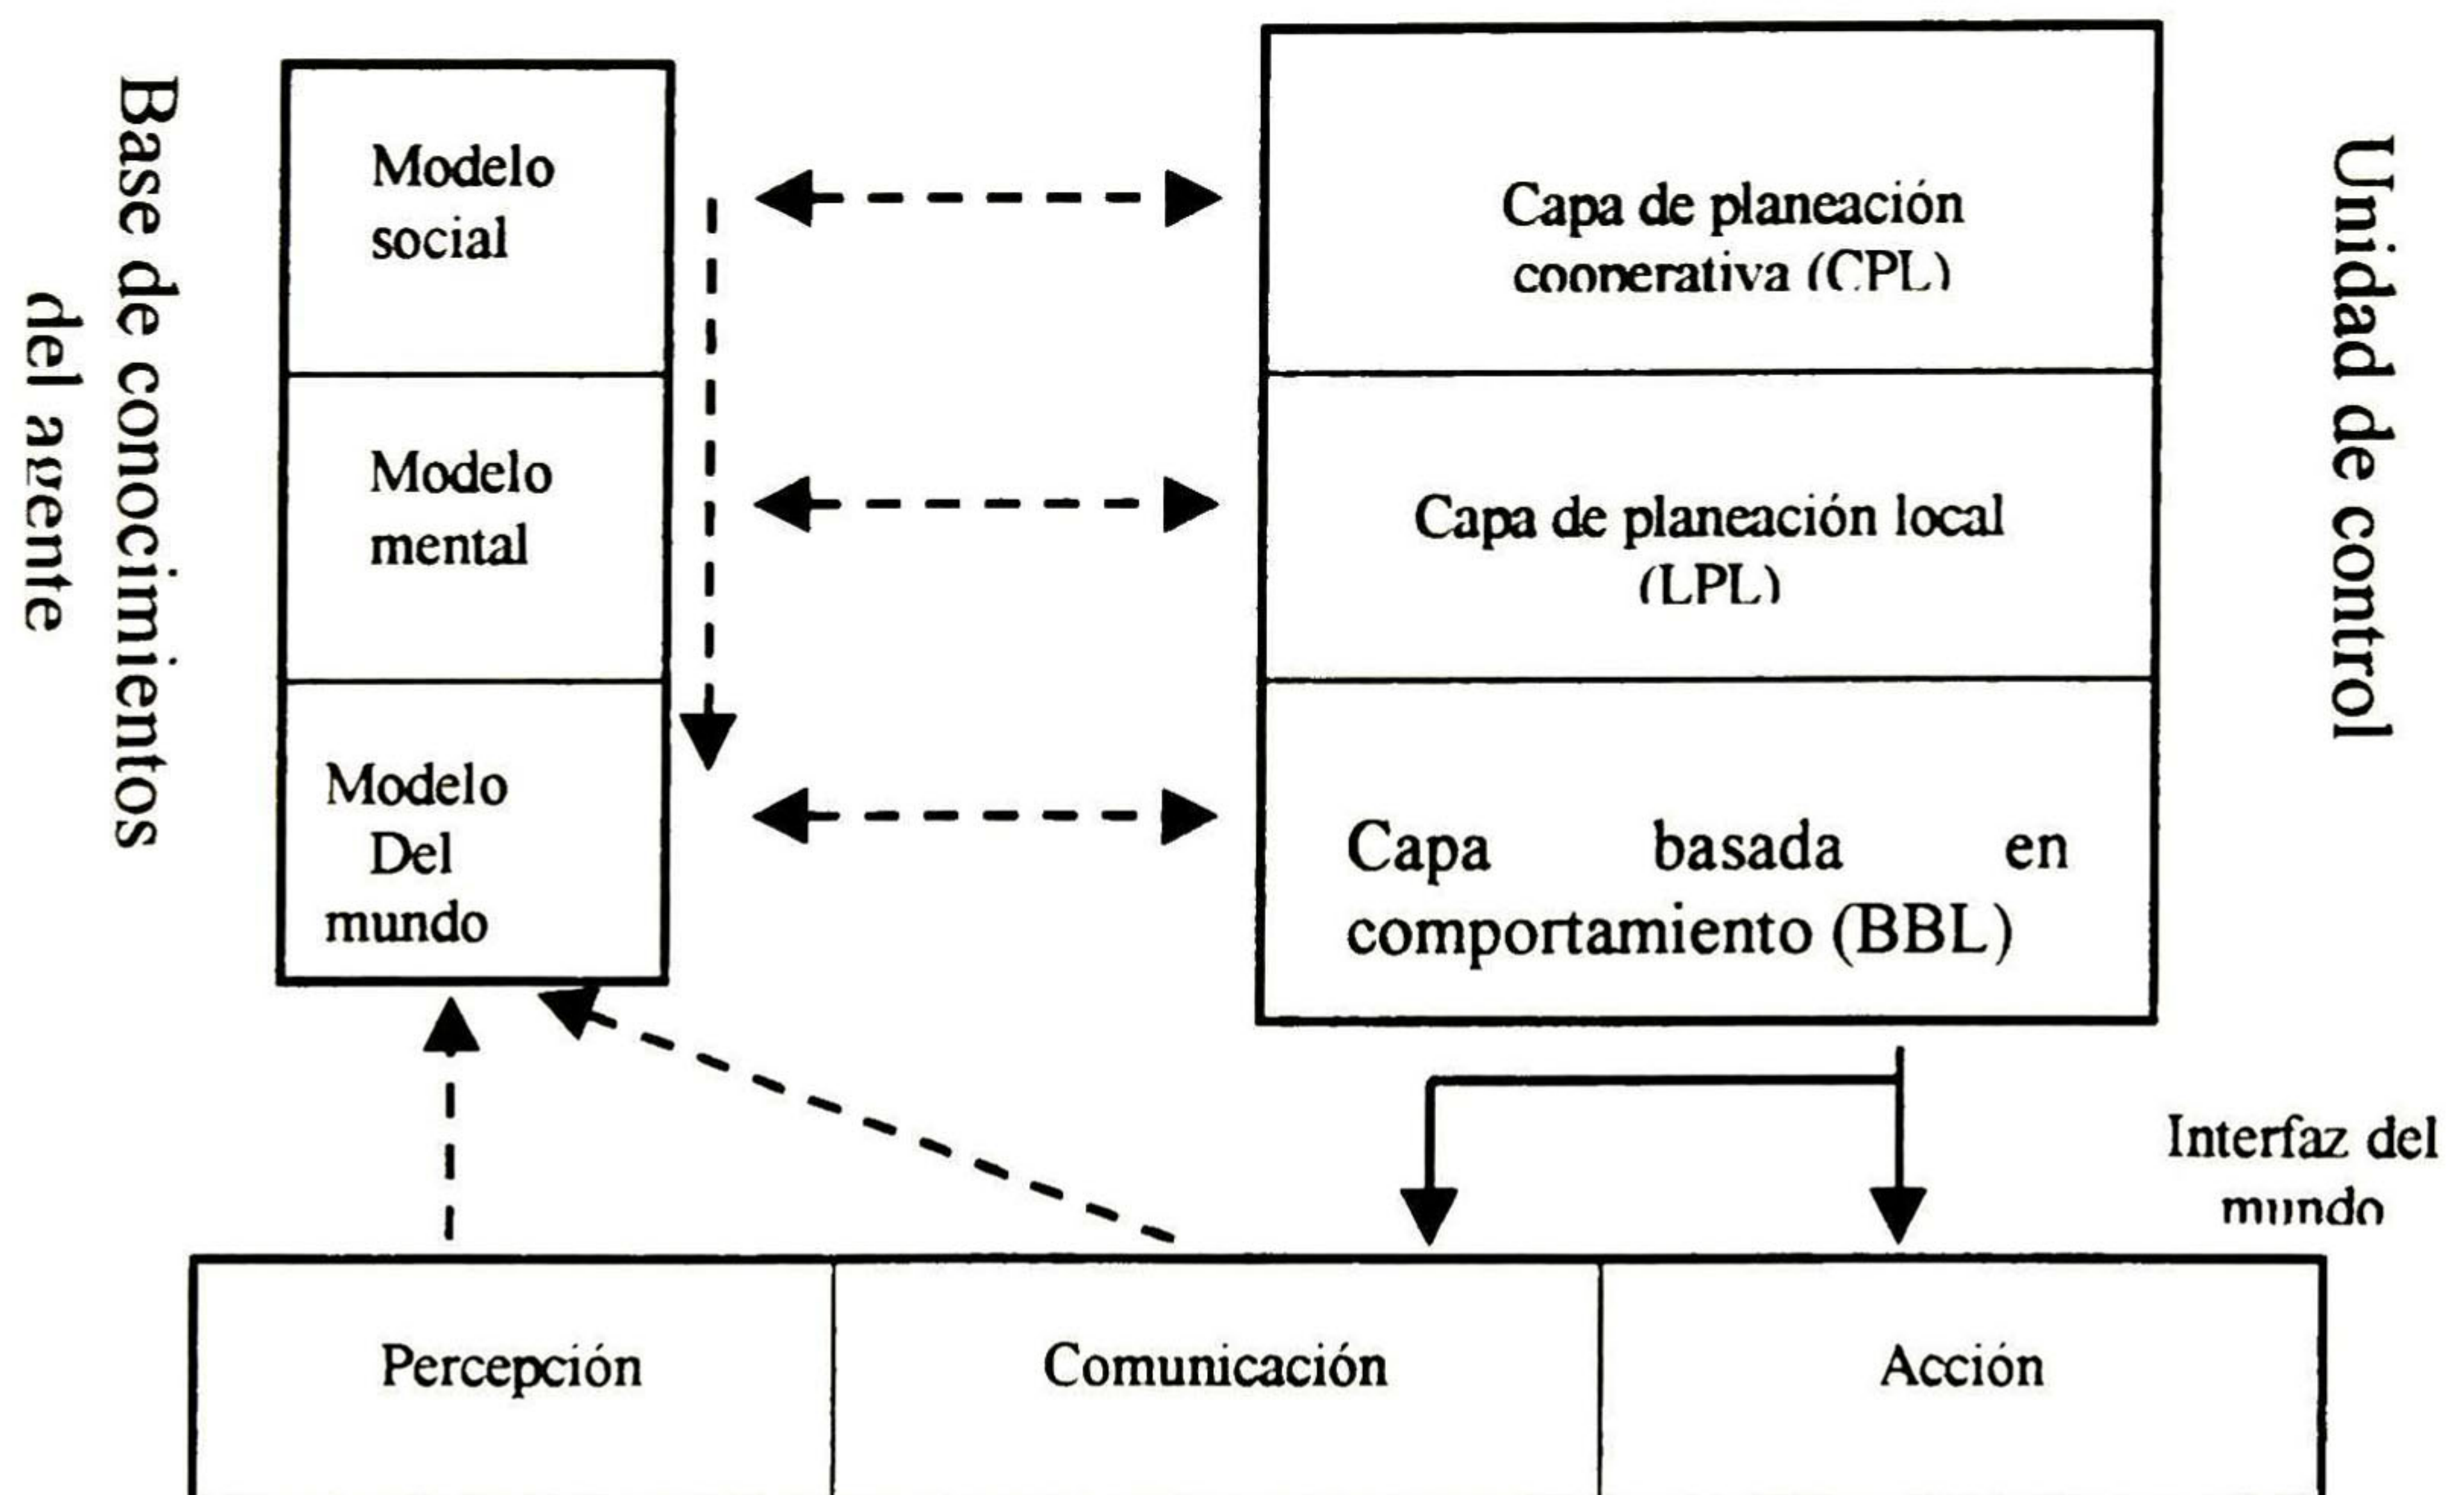 Base de conocimientos
del agente
Modelo
social
Modelo
mental
Modelo
Del
mundo
Capa de planeación
cooperativa (CPL)
Capa de planeación local
(LPL)
Capa basada en
comportamiento (BBL)
Unidad de control
Interfaz del
mundo
Percepción
Comunicación
Acción